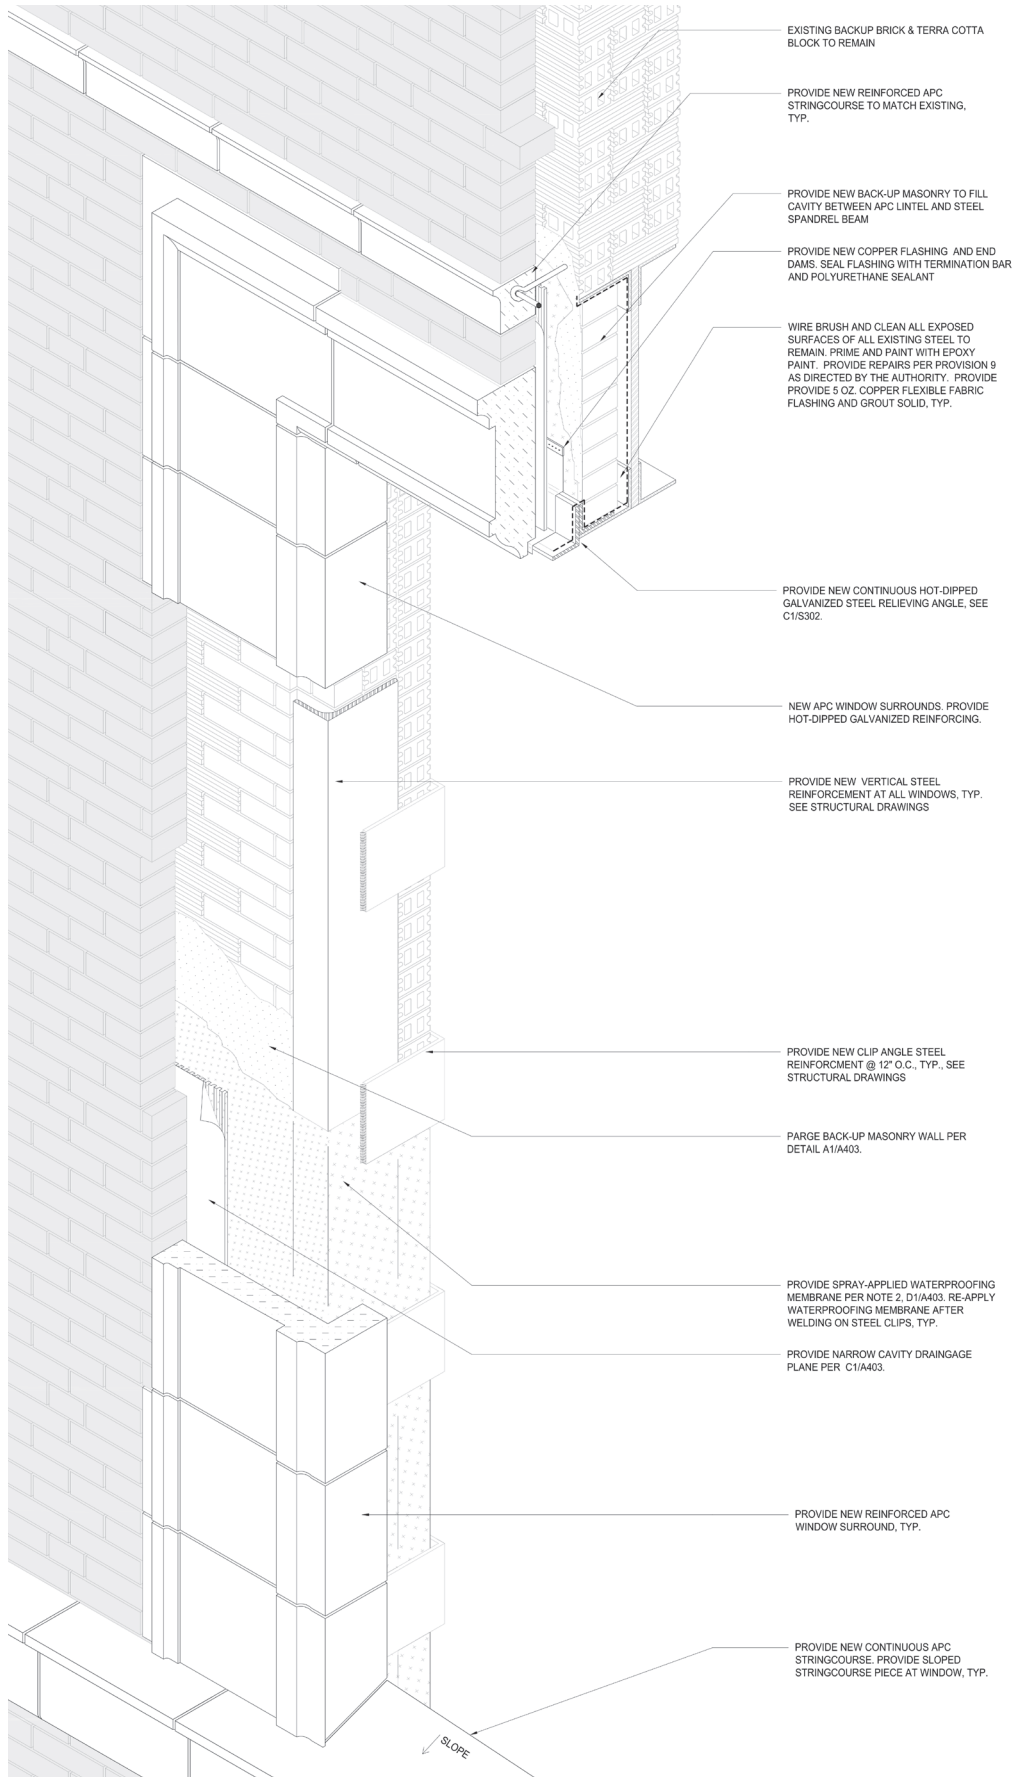 EXISTING BACKUP BRICK & TERRA COTTA
BLOCK TO REMAIN
PROVIDE NEW REINFORCED APC
STRINGCOURSE TO MATCH EXISTING,
TYP.
PROVIDE NEW BACK-UP MASONRY TO FILL
CAVITY BETWEEN APC LINTEL AND STEEL
SPANDREL BEAM
PROVIDE NEW COPPER FLASHING AND END
DAMS. SEAL FLASHING WITH TERMINATION BAR
AND POLYURETHANE SEALANT
WIRE BRUSH AND CLEAN ALL EXPOSED
SURFACES OF ALL EXISTING STEEL TO
REMAIN. PRIME AND PAINT WITH EPOXY
PAINT. PROVIDE REPAIRS PER PROVISION 9
AS DIRECTED BY THE AUTHORITY. PROVIDE
PROVIDE 5 OZ. COPPER FLEXIBLE FABRIC
FLASHING AND GROUT SOLID, TYP.
PROVIDE NEW CONTINUOUS HOT-DIPPED
GALVANIZED STEEL RELIEVING ANGLE, SEE
C1/S302.
NEW APC WINDOW SURROUNDS. PROVIDE
HOT-DIPPED GALVANIZED REINFORCING.
PROVIDE NEW VERTICAL STEEL
REINFORCEMENT AT ALL WINDOWS, TYP.
SEE STRUCTURAL DRAWINGS
PROVIDE NEW CLIP ANGLE STEEL
REINFORCMENT @ 12" O.C., TYP., SEE
STRUCTURAL DRAWINGS
PARGE BACK-UP MASONRY WALL PER
DETAIL A1/A403.
PROVIDE SPRAY-APPLIED WATERPROOFING
MEMBRANE PER NOTE 2, D1/A403. RE-APPLY
WATERPROOFING MEMBRANE AFTER
WELDING ON STEEL CLIPS, TYP.
PROVIDE NARROW CAVITY DRAINGAGE
PLANE PER C1/A403.
PROVIDE NEW REINFORCED APC
WINDOW SURROUND, TYP.
PROVIDE NEW CONTINUOUS APC
STRINGCOURSE. PROVIDE SLOPED
STRINGCOURSE PIECE AT WINDOW, TYP.
SLOPE